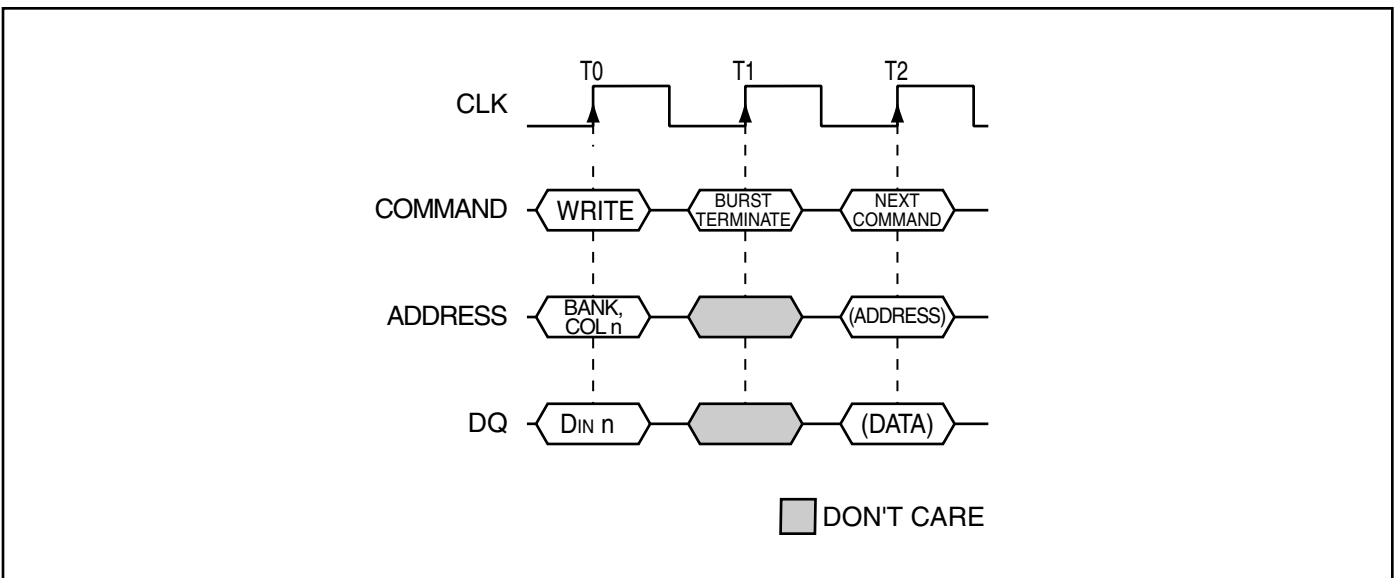 T0 T1 T2
CLK
COMMAND WRITE BURST TERMINATE NEXT COMMAND
ADDRESS BANK, COL n (ADDRESS)
DQ DIN n (DATA)
DON'T CARE